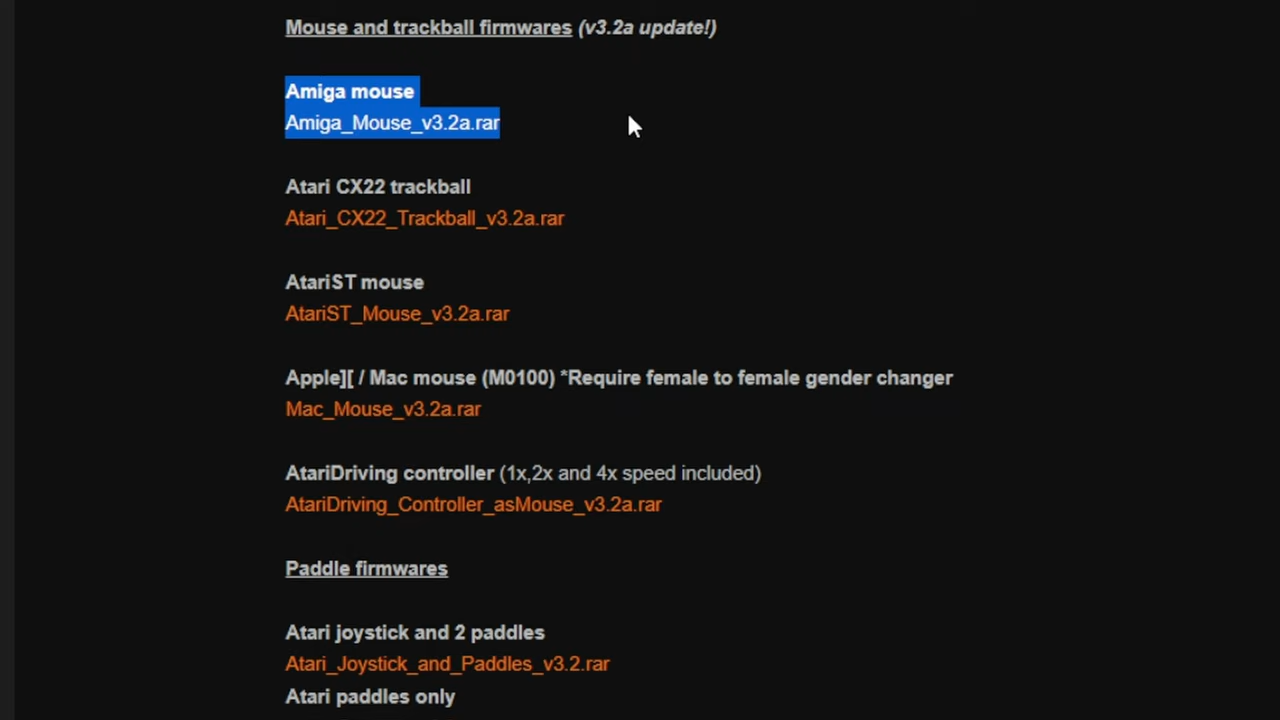 Mouse and trackball firmwares (v3.2a update!)
Amiga mouse
Amiga_Mouse_v3.2a.rar
Atari CX22 trackball
Atari_CX22_Trackball_v3.2a.rar
AtariST mouse
AtariST_Mouse_v3.2a.rar
Apple][ / Mac mouse (M0100) *Require female to female gender changer
Mac_Mouse_v3.2a.rar
AtariDriving controller (1x,2x and 4x speed included)
AtariDriving_Controller_asMouse_v3.2a.rar
Paddle firmwares
Atari joystick and 2 paddles
Atari_Joystick_and_Paddles_v3.2.rar
Atari paddles only